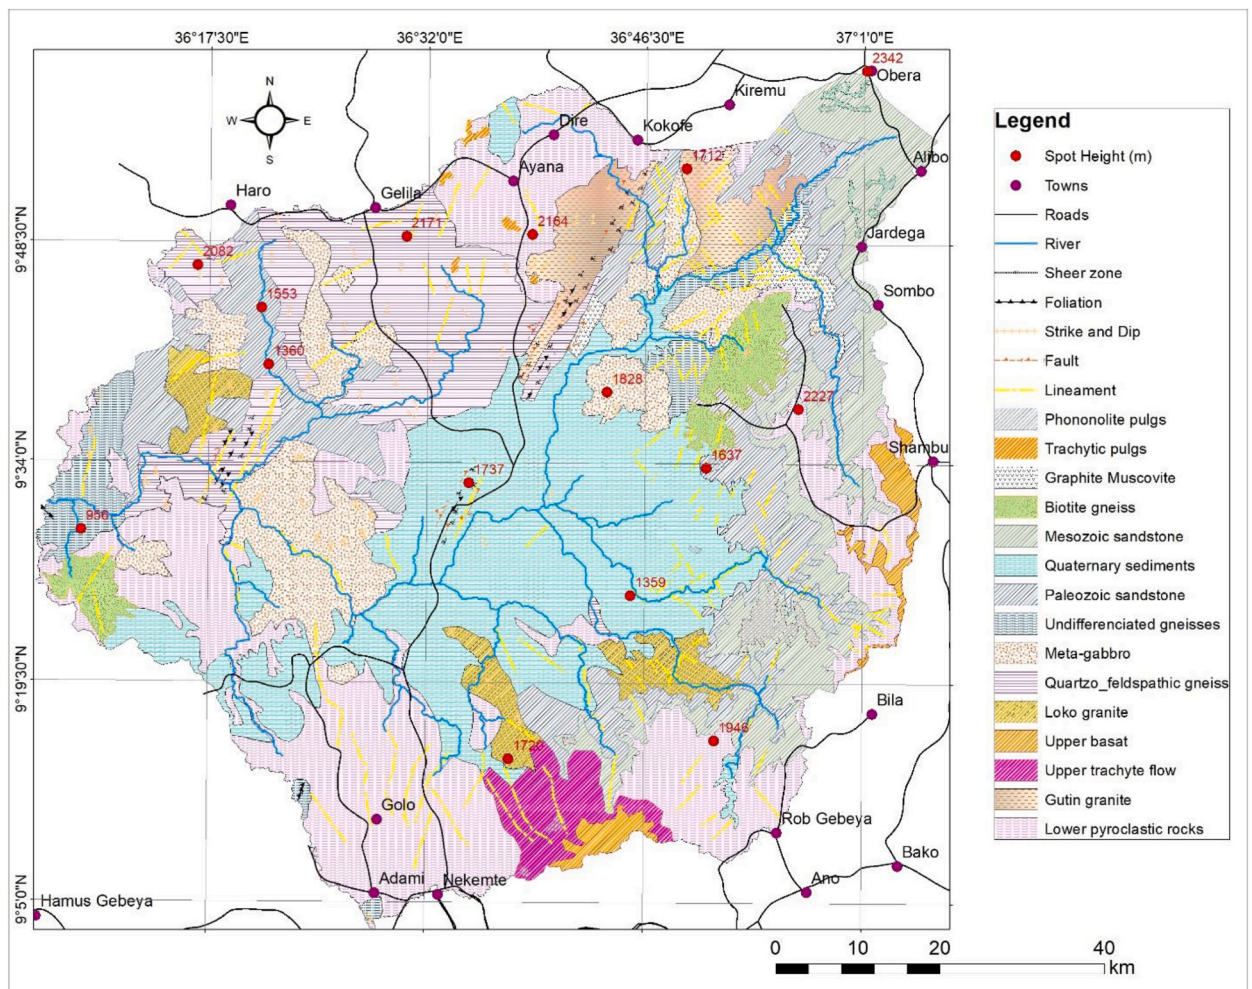 36°17'30"E
36°32'0"E
36°46'30"E
37°1'0"E
2342
Obera
N
W
E
S
Kiremu
Dire
Kokofe
1712
Ayana
Alibo
Haro
Gelila
2171
2164
Jardega
9°48'30"N
2082
1553
Sombo
1360
1828
2227
9°34'0"N
Shambu
1737
1637
956
1359
9°19'30"N
Bila
1946
1720
Golo
Rob Gebeya
Bako
9°5'0"N
Adami
Nekemte
Ano
Hamus Gebeya
Legend
Spot Height (m)
Towns
Roads
River
Sheer zone
Foliation
Strike and Dip
Fault
Lineament
Phononolite pulgs
Trachytic pulgs
Graphite Muscovite
Biotite gneiss
Mesozoic sandstone
Quaternary sediments
Paleozoic sandstone
Undifferenciated gneisses
Meta-gabbro
Quartzo_feldspathic gneiss
Loko granite
Upper basat
Upper trachyte flow
Gutin granite
Lower pyroclastic rocks
0 10 20 40
km